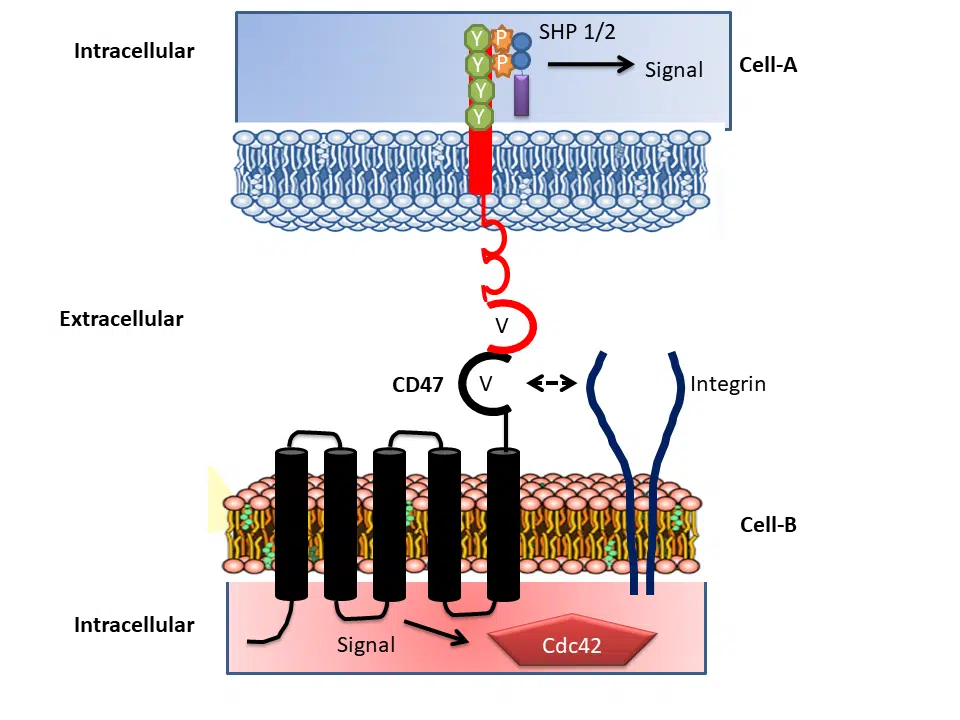 Intracellular
Y
P
SHP 1/2
Y
P
Signal
Cell-A
Y
Y
Extracellular
V
CD47
V
Integrin
Cell-B
Intracellular
Signal
Cdc42